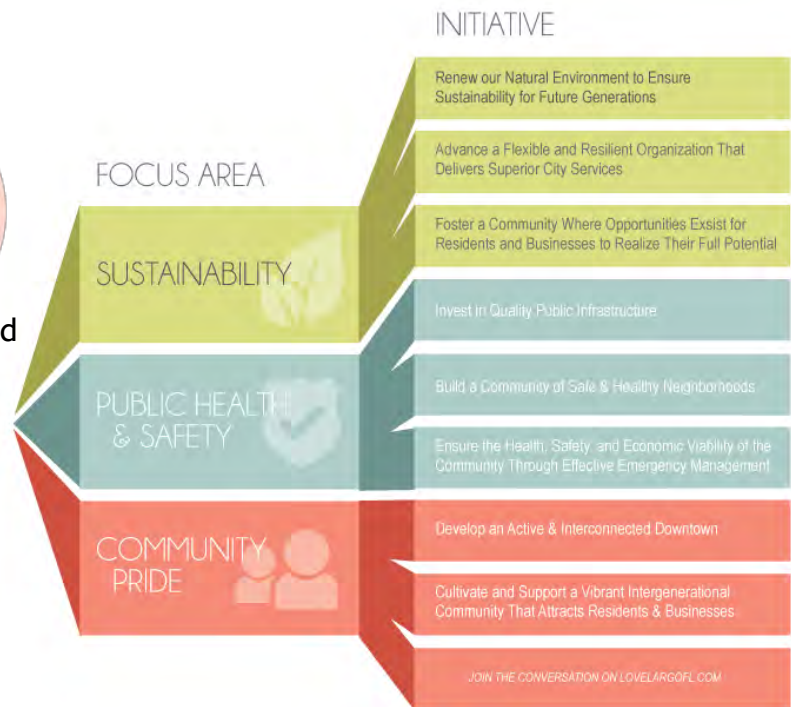 INITIATIVE
Renew our Natural Environment to Ensure
Sustainability for Future Generations
Advance a Flexible and Resilient Organization That
Delivers Superior City Services
FOCUS AREA
Foster a Community Where Opportunities Exsist for
Residents and Businesses to Realize Their Full Potential
SUSTAINABILITY
Invest in Quality Public Infrastructure
d
Build a Community of Safe & Healthy Neighborhoods
PUBLIC HEALTH
& SAFETY
Ensure the Health, Safety, and Economic Viability of the
Community Through Effective Emergency Management
Develop an Active & Interconnected Downtown
COMMUNITY
PRIDE
Cultivate and Support a Vibrant Intergenerational
Community That Attracts Residents & Businesses
JOIN THE CONVERSATION ON LOVELARGOFL.COM